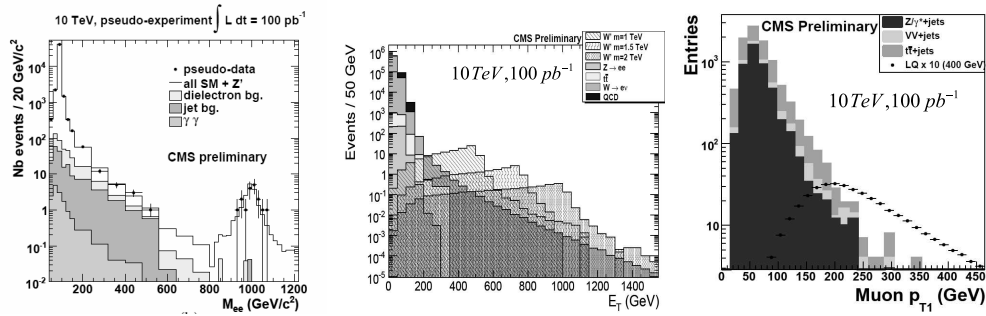 10 TeV, pseudo-experiment ∫ L dt = 100 pb⁻¹
Nb events / 20 GeV/c²
10⁴
10³
10²
10
1
10⁻¹
10⁻²
pseudo-data
all SM + Z'
dielectron bg.
jet bg.
γ γ
CMS preliminary
200 400 600 800 1000 1200
M_ee (GeV/c²)
CMS Preliminary
W' m=1 TeV
W' m=1.5 TeV
W' m=2 TeV
Z → ee
tt̄
W → eν
QCD
10TeV,100 pb⁻¹
Events / 50 GeV
10⁶
10⁵
10⁴
10³
10²
10
1
10⁻¹
10⁻²
10⁻³
10⁻⁴
10⁻⁵
0 200 400 600 800 1000 1200 1400
E_T (GeV)
CMS Preliminary
Z/γ*+jets
VV+jets
tt̄+jets
LQ x 10 (400 GeV)
10TeV,100 pb⁻¹
Entries
10³
10²
10
0 50 100 150 200 250 300 350 400 450
Muon p_T1 (GeV)